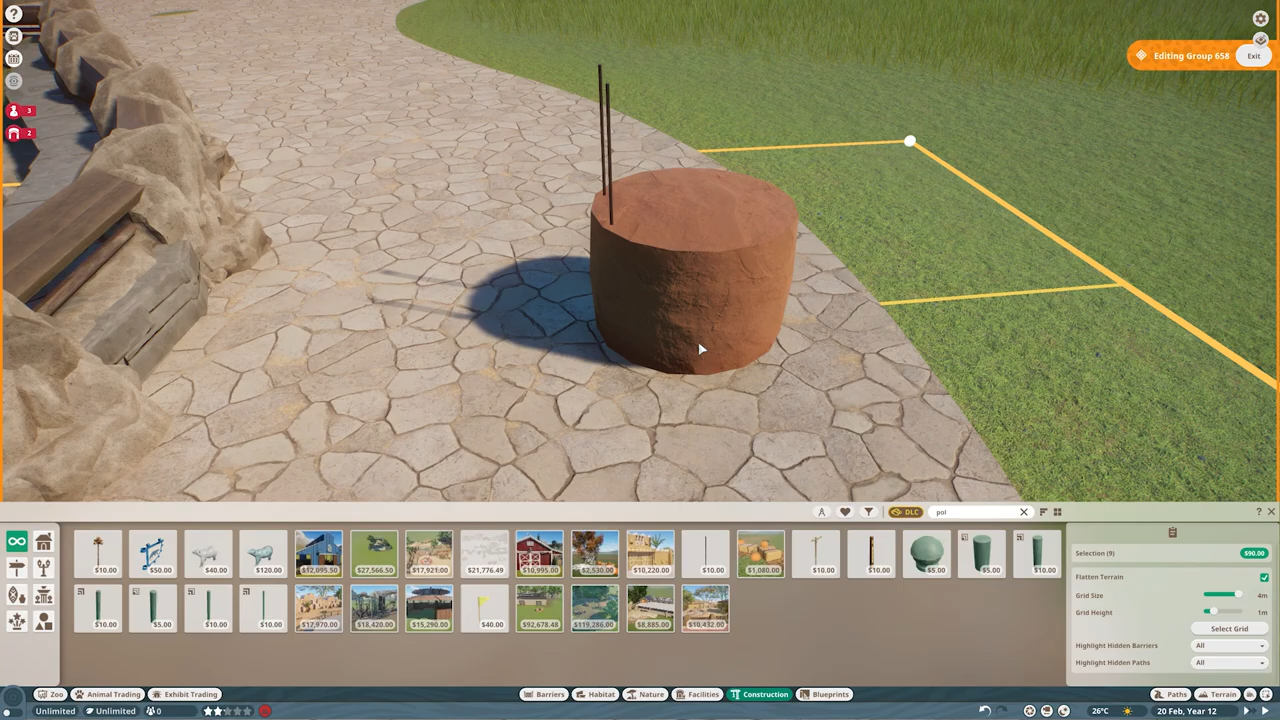 ?
Editing Group 658
Exit
3
2
DLC
pol
?
$10.00
$50.00
$40.00
$120.00
$12,095.50
$27,566.50
$17,921.00
$21,776.49
$10,995.00
$2,530.00
$10,220.00
$10.00
$1,080.00
$10.00
$10.00
$5.00
$5.00
$10.00
$10.00
$5.00
$10.00
$10.00
$17,970.00
$18,420.00
$15,290.00
$40.00
$92,678.48
$119,286.00
$8,885.00
$10,432.00
Selection (9)
$90.00
Flatten Terrain
Grid Size
4m
Grid Height
1m
Select Grid
Highlight Hidden Barriers
All
Highlight Hidden Paths
All
Zoo
Animal Trading
Exhibit Trading
Barriers
Habitat
Nature
Facilities
Construction
Blueprints
Paths
Terrain
Unlimited
Unlimited
0
26°C
20 Feb, Year 12